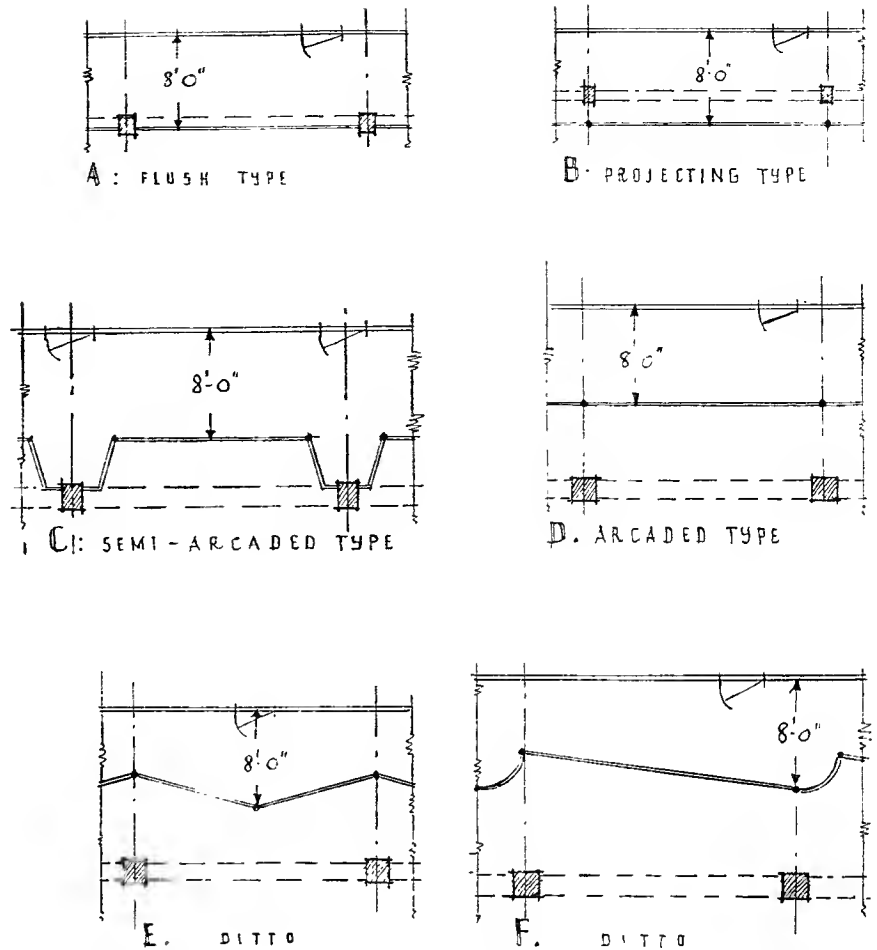 8'0"
8'-0"
A: FLUSH TYPE
B. PROJECTING TYPE
8'-0"
8'-0"
C1: SEMI-ARCADED TYPE
D. ARCADED TYPE
8'-0"
8'-0"
E. DITTO
F. DITTO